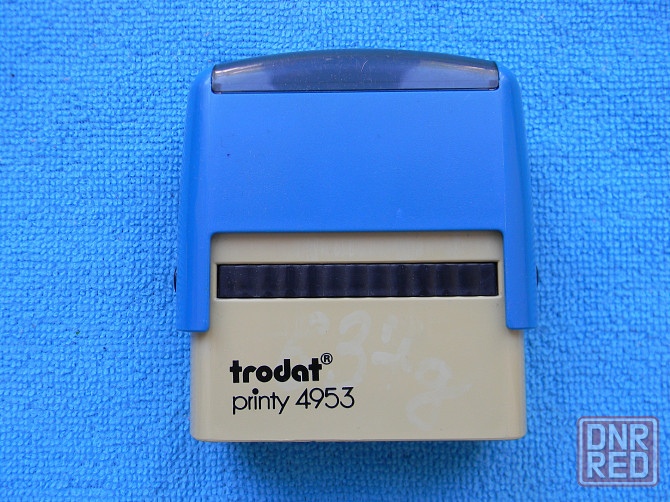 trodat®
printy 4953
DNR
RED